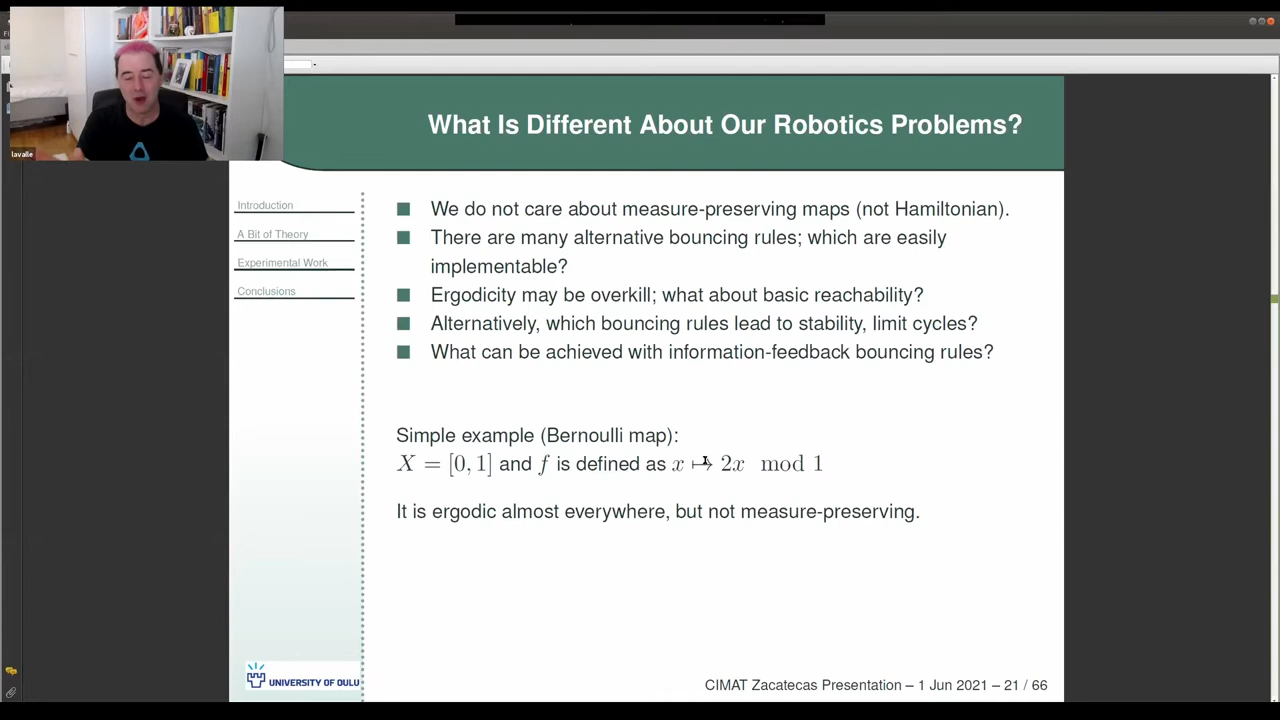 lavalle
What Is Different About Our Robotics Problems?
Introduction
A Bit of Theory
Experimental Work
Conclusions
We do not care about measure-preserving maps (not Hamiltonian).
There are many alternative bouncing rules; which are easily
implementable?
Ergodicity may be overkill; what about basic reachability?
Alternatively, which bouncing rules lead to stability, limit cycles?
What can be achieved with information-feedback bouncing rules?
Simple example (Bernoulli map):
X = [0, 1] and f is defined as x ↦ 2x mod 1
It is ergodic almost everywhere, but not measure-preserving.
UNIVERSITY OF OULU
CIMAT Zacatecas Presentation – 1 Jun 2021 – 21 / 66